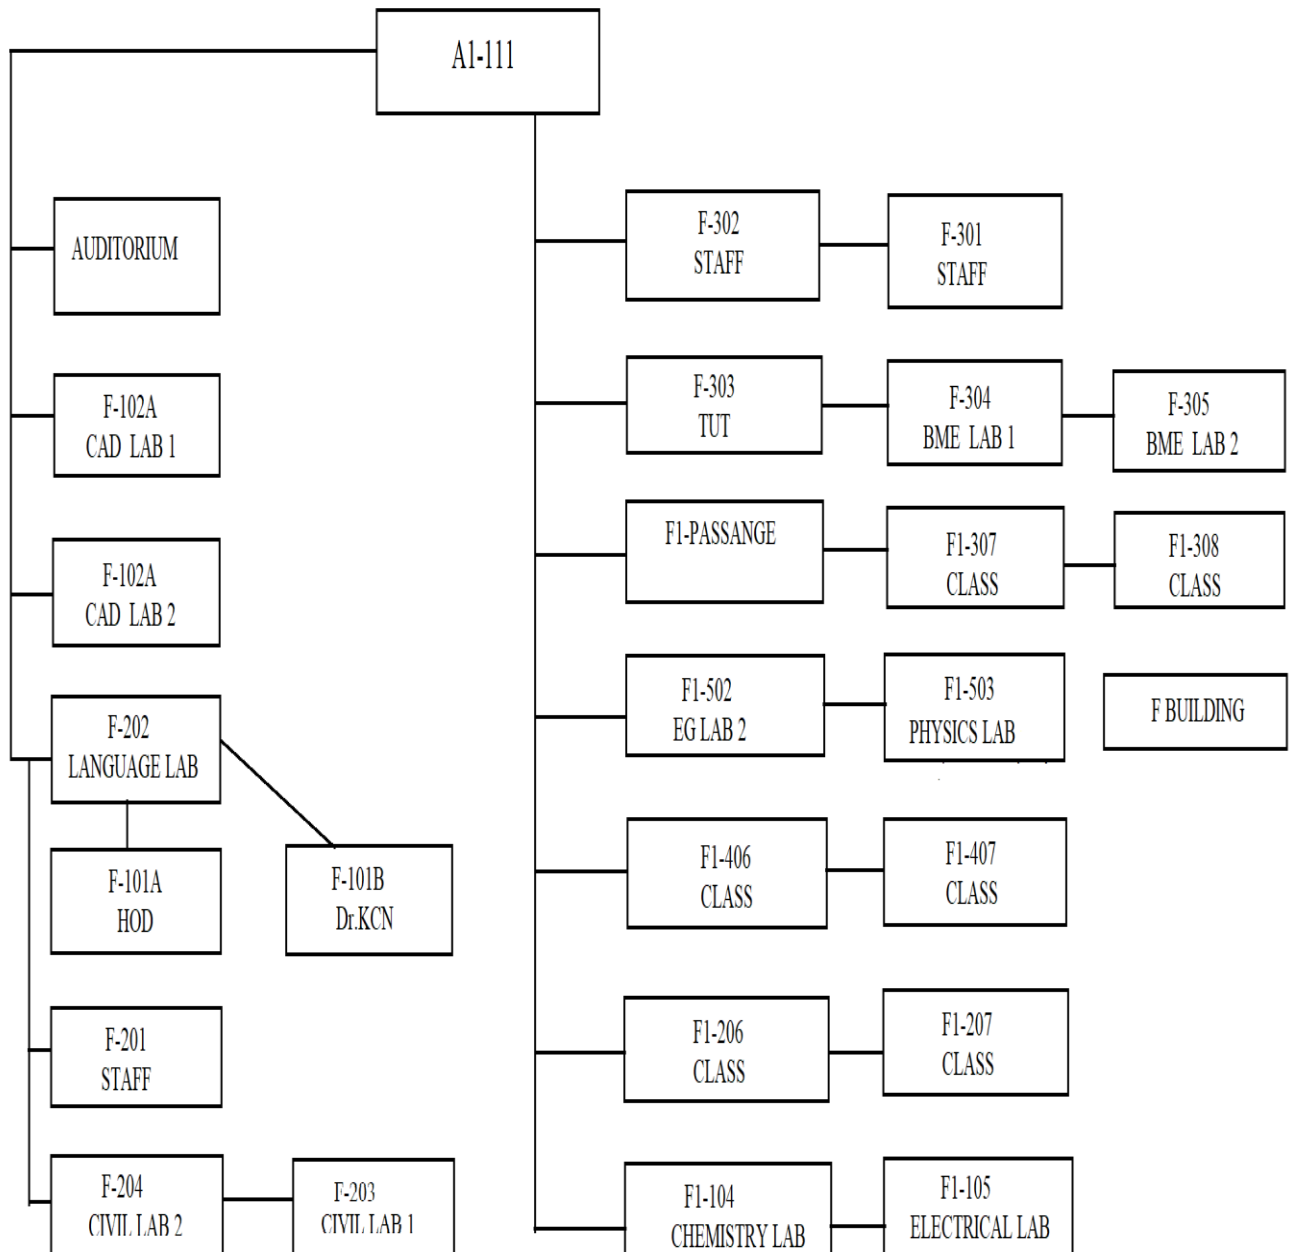 A1-111
AUDITORIUM
F-102A
CAD LAB 1
F-102A
CAD LAB 2
F-202
LANGUAGE LAB
F-101A
HOD
F-101B
Dr.KCN
F-201
STAFF
F-204
CIVIL LAB 2
F-203
CIVIL LAB 1
F-302
STAFF
F-301
STAFF
F-303
TUT
F-304
BME LAB 1
F-305
BME LAB 2
F1-PASSANGE
F1-307
CLASS
F1-308
CLASS
F1-502
EG LAB 2
F1-503
PHYSICS LAB
F BUILDING
F1-406
CLASS
F1-407
CLASS
F1-206
CLASS
F1-207
CLASS
F1-104
CHEMISTRY LAB
F1-105
ELECTRICAL LAB